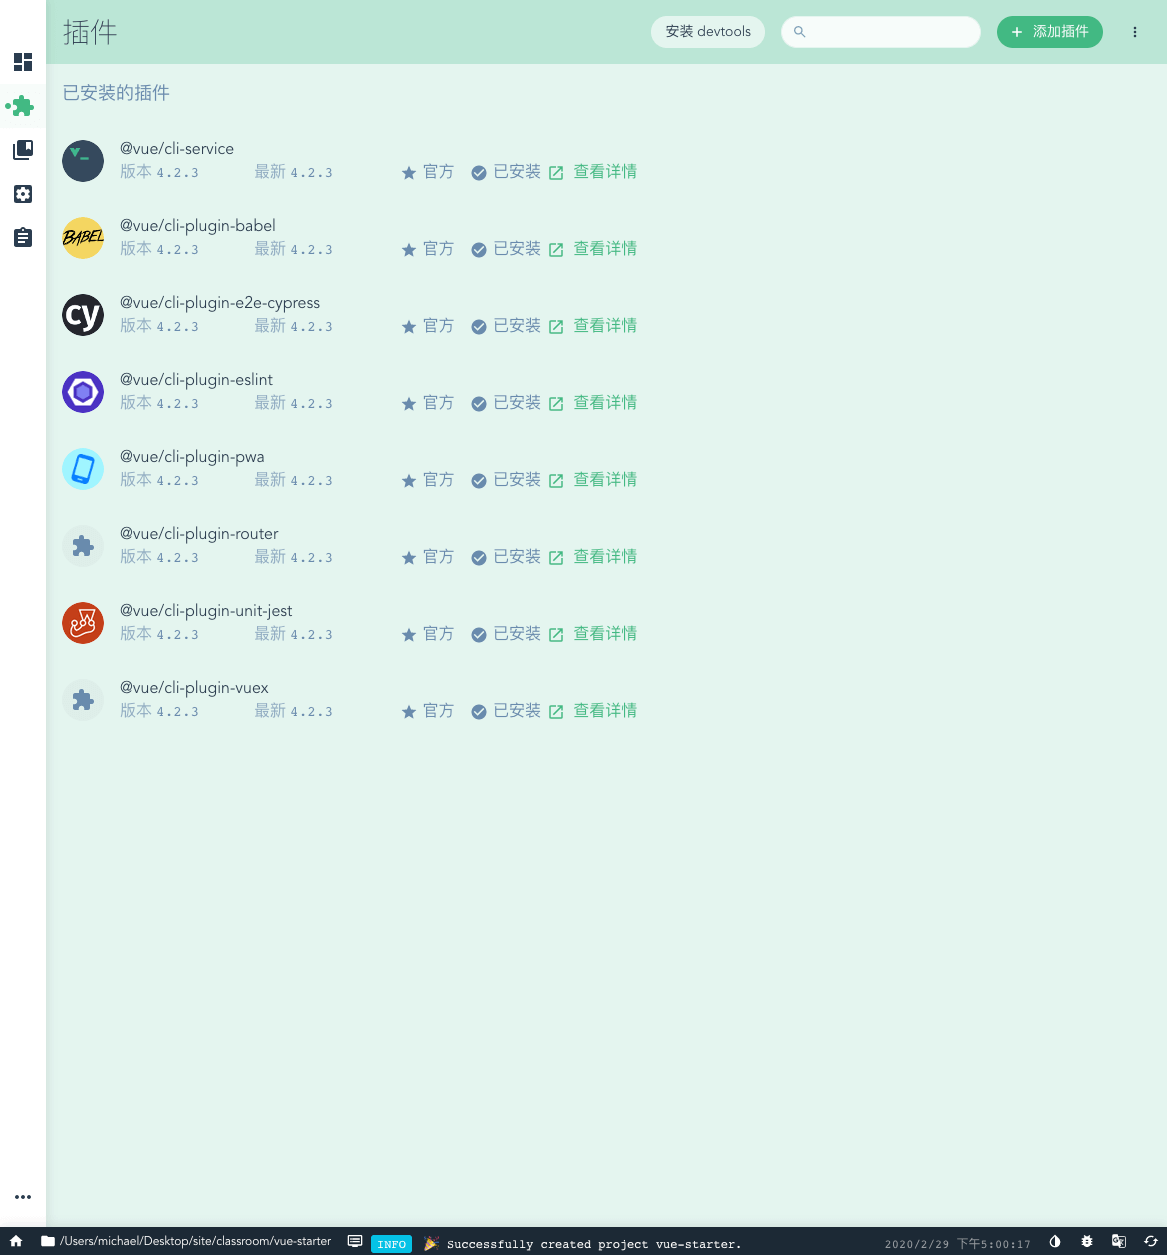 插件
安装 devtools
添加插件
已安装的插件
@vue/cli-service
版本 4.2.3 最新 4.2.3 官方 已安装 查看详情
BABEL
@vue/cli-plugin-babel
版本 4.2.3 最新 4.2.3 官方 已安装 查看详情
cy
@vue/cli-plugin-e2e-cypress
版本 4.2.3 最新 4.2.3 官方 已安装 查看详情
@vue/cli-plugin-eslint
版本 4.2.3 最新 4.2.3 官方 已安装 查看详情
@vue/cli-plugin-pwa
版本 4.2.3 最新 4.2.3 官方 已安装 查看详情
@vue/cli-plugin-router
版本 4.2.3 最新 4.2.3 官方 已安装 查看详情
@vue/cli-plugin-unit-jest
版本 4.2.3 最新 4.2.3 官方 已安装 查看详情
@vue/cli-plugin-vuex
版本 4.2.3 最新 4.2.3 官方 已安装 查看详情
/Users/michael/Desktop/site/classroom/vue-starter INFO 🎉 Successfully created project vue-starter. 2020/2/29 下午5:00:17